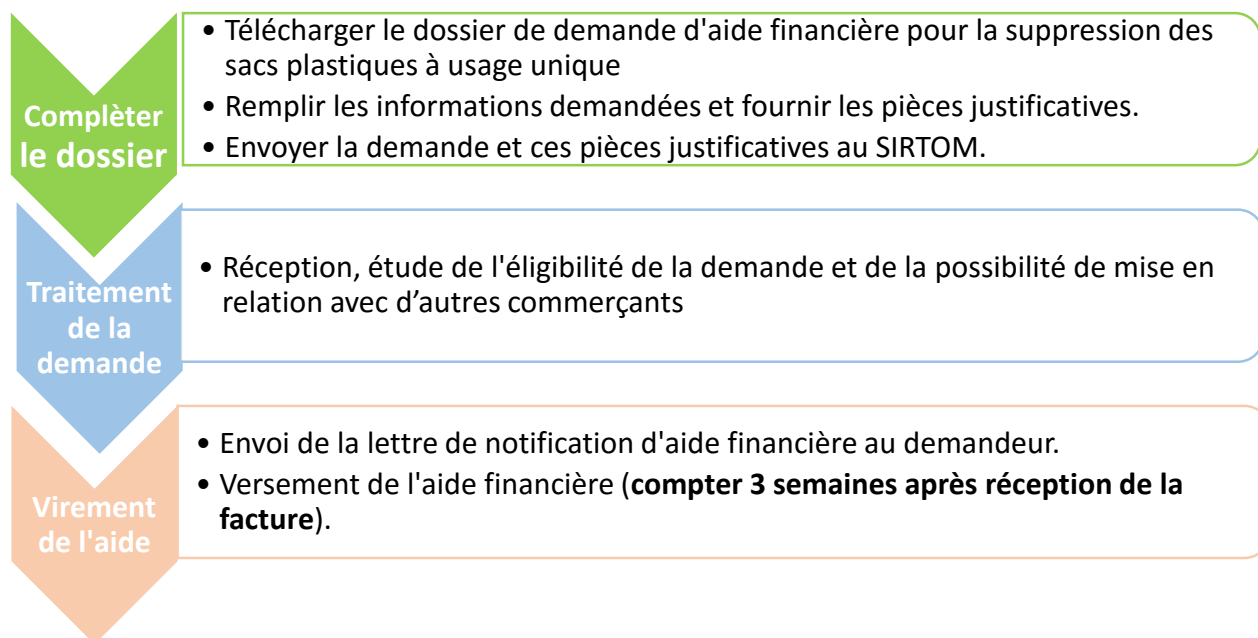 Complèter
le dossier
• Télécharger le dossier de demande d'aide financière pour la suppression des
sacs plastiques à usage unique
• Remplir les informations demandées et fournir les pièces justificatives.
• Envoyer la demande et ces pièces justificatives au SIRTOM.
Traitement
de la
demande
• Réception, étude de l'éligibilité de la demande et de la possibilité de mise en
relation avec d’autres commerçants
Virement
de l'aide
• Envoi de la lettre de notification d'aide financière au demandeur.
• Versement de l'aide financière (compter 3 semaines après réception de la
facture).